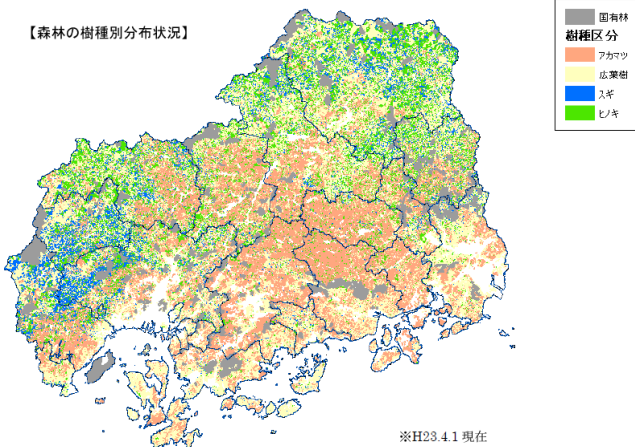 【森林の樹種別分布状況】
国有林
樹種区分
アカマツ
広葉樹
スギ
ヒノキ
※H23.4.1 現在